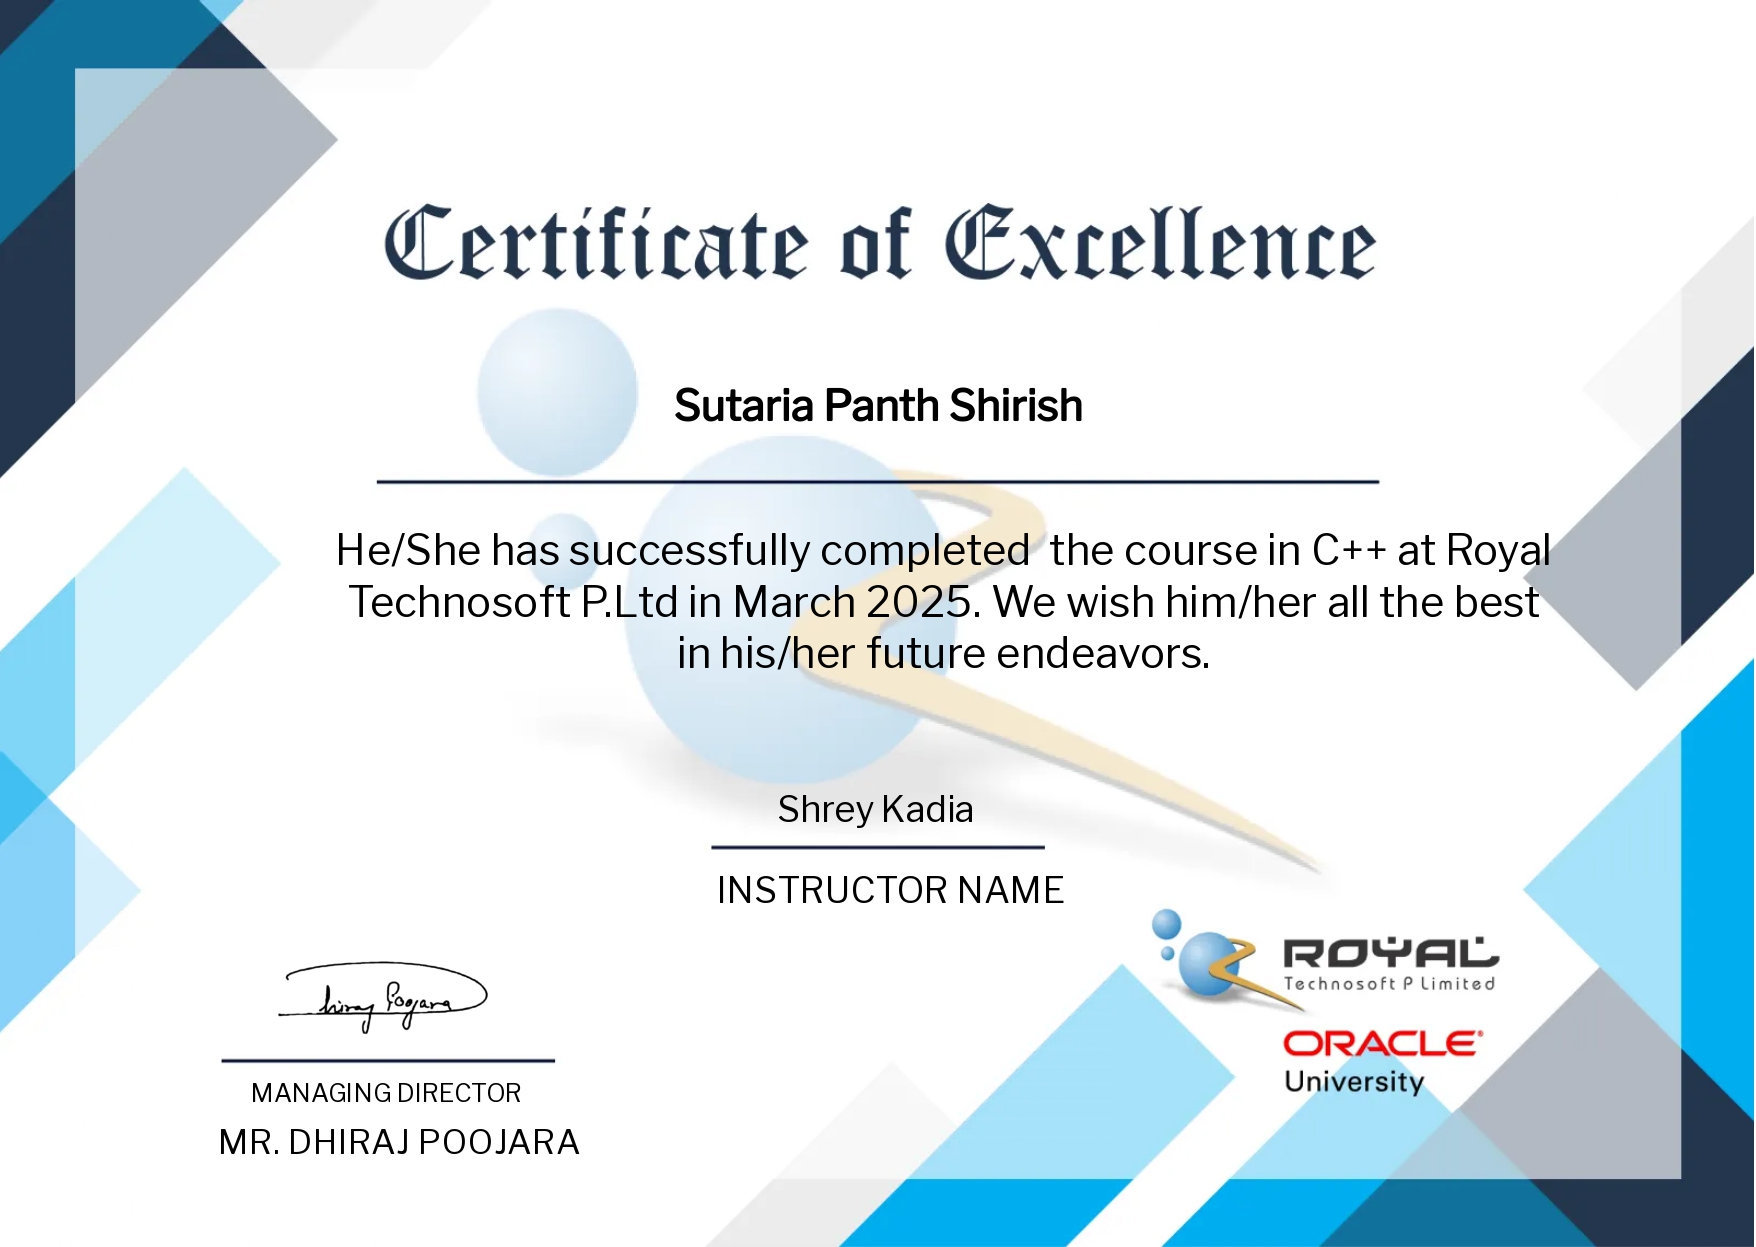 Certificate of Excellence
Sutaria Panth Shirish
He/She has successfully completed the course in C++ at Royal
Technosoft P.Ltd in March 2025. We wish him/her all the best
in his/her future endeavors.
Shrey Kadia
INSTRUCTOR NAME
ROYAL
Technosoft P Limited
ORACLE
University
Dhiraj Poojara
MANAGING DIRECTOR
MR. DHIRAJ POOJARA